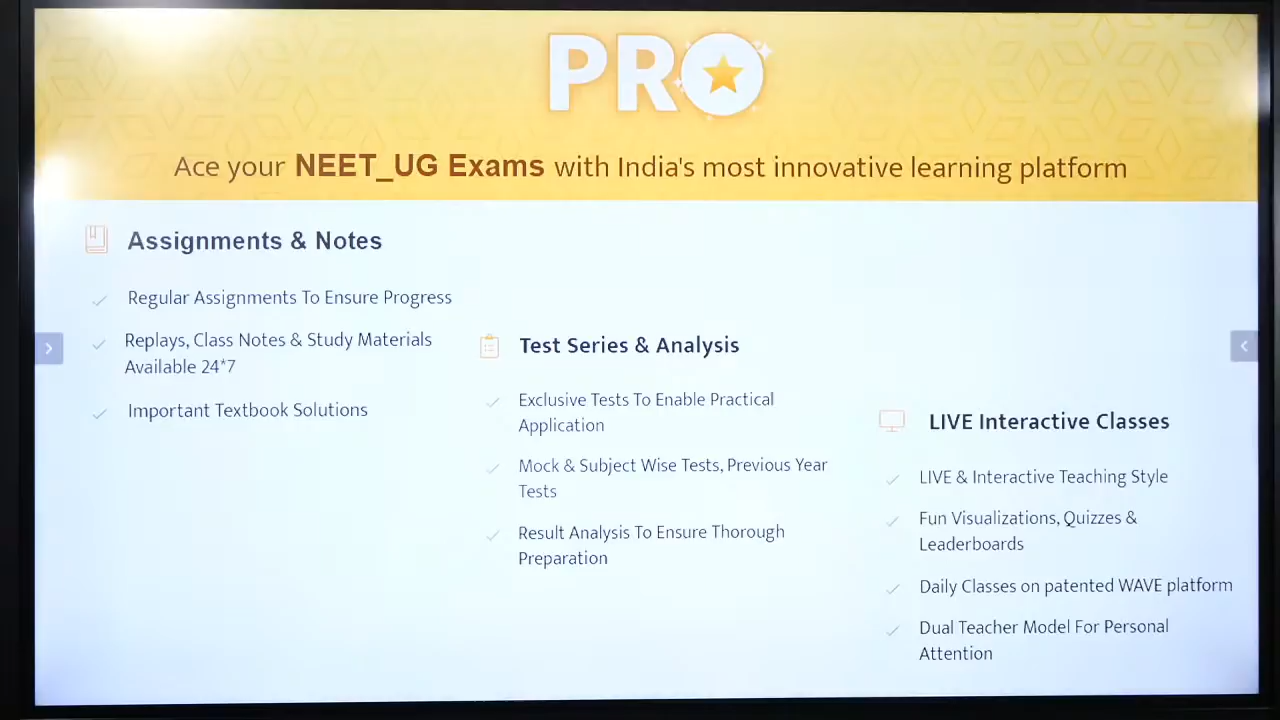 PRO
Ace your NEET_UG Exams with India's most innovative learning platform
Assignments & Notes
Regular Assignments To Ensure Progress
Replays, Class Notes & Study Materials
Available 24*7
Important Textbook Solutions
Test Series & Analysis
Exclusive Tests To Enable Practical
Application
Mock & Subject Wise Tests, Previous Year
Tests
Result Analysis To Ensure Thorough
Preparation
LIVE Interactive Classes
LIVE & Interactive Teaching Style
Fun Visualizations, Quizzes &
Leaderboards
Daily Classes on patented WAVE platform
Dual Teacher Model For Personal
Attention